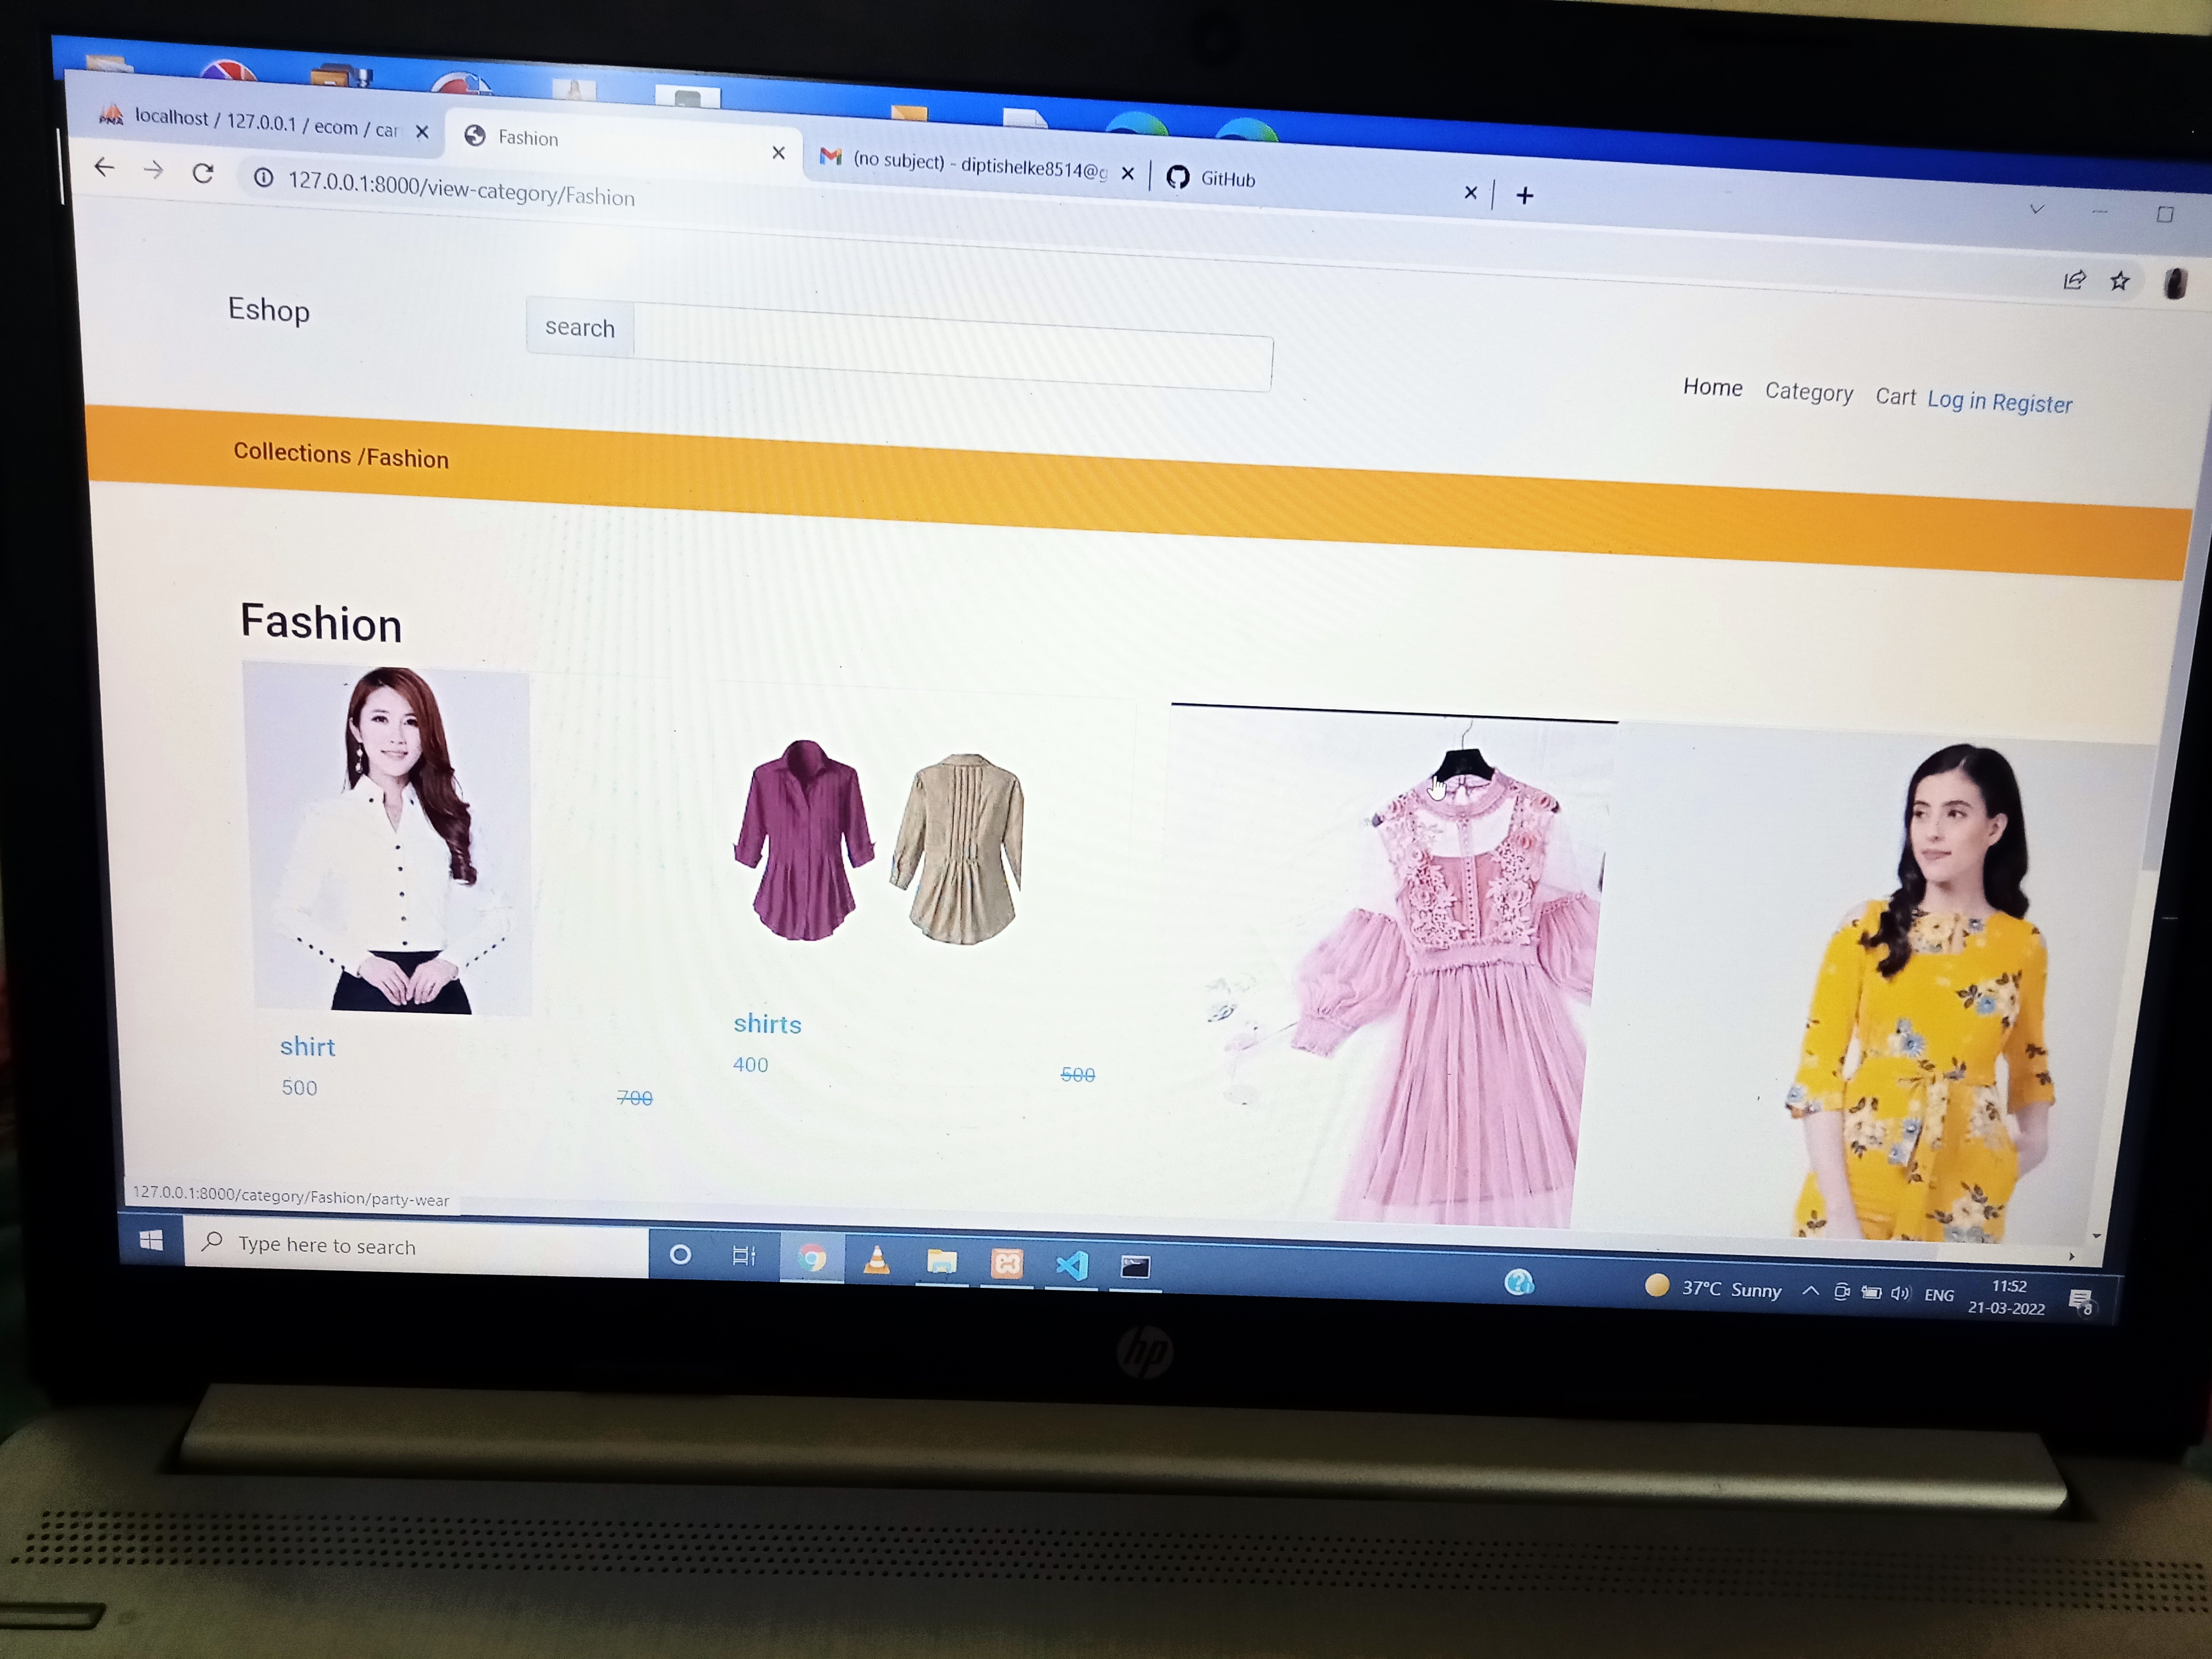 localhost / 127.0.0.1 / ecom / car
Fashion
(no subject) - diptishelke8514@g
GitHub
127.0.0.1:8000/view-category/Fashion
Eshop
search
Home Category Cart Log in Register
Collections /Fashion
Fashion
shirt
500
700
shirts
400
500
127.0.0.1:8000/category/Fashion/party-wear
Type here to search
37°C Sunny
ENG
11:52
21-03-2022
8
hp